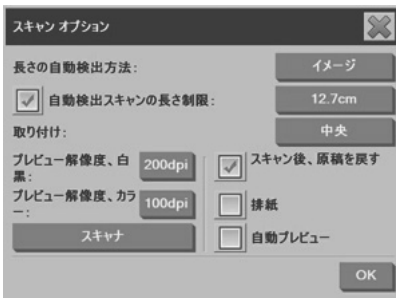 スキャン オプション
長さの自動検出方法: イメージ
自動検出スキャンの長さ制限: 12.7cm
取り付け: 中央
プレビュー解像度、白
黒: 200dpi
スキャン後、原稿を戻す
プレビュー解像度、カラ
ー: 100dpi
排紙
スキャナ
自動プレビュー
OK